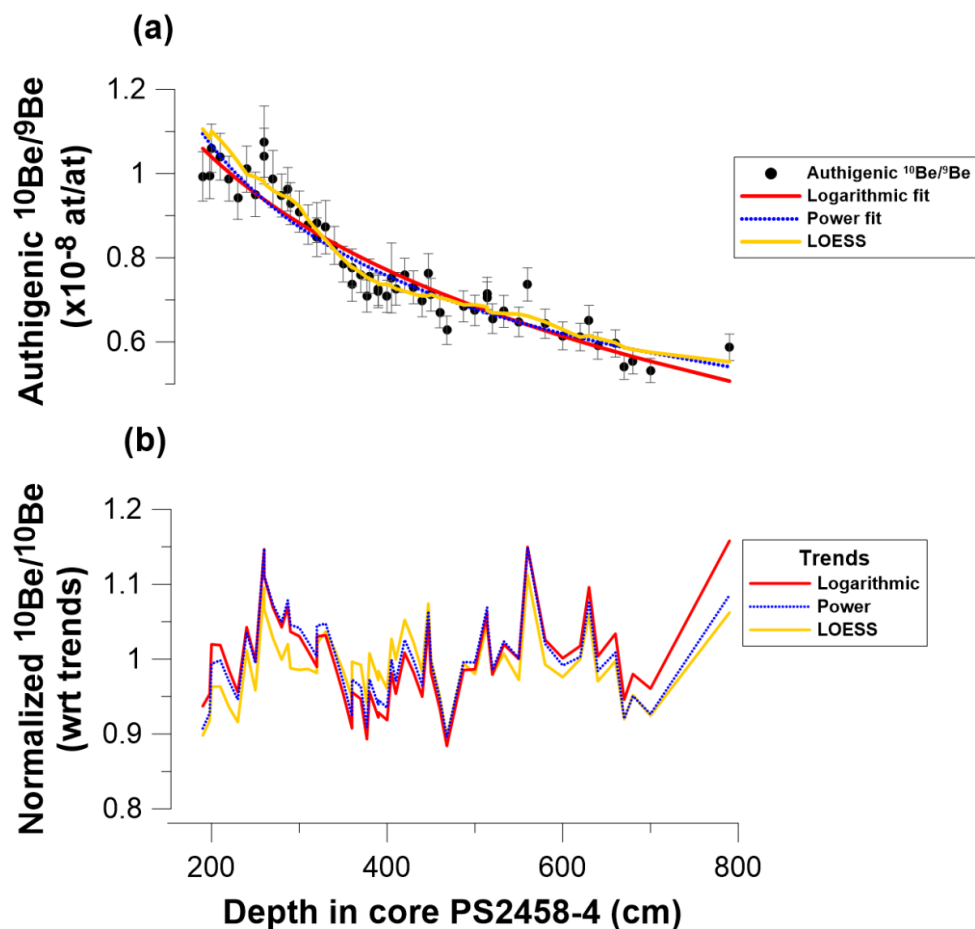 (a)
Authigenic ¹⁰Be/⁹Be
(x10⁻⁸ at/at)
1.2
1
0.8
0.6
Authigenic ¹⁰Be/⁹Be
Logarithmic fit
Power fit
LOESS
(b)
Normalized ¹⁰Be/¹⁰Be
(wrt trends)
1.2
1.1
1
0.9
0.8
Trends
Logarithmic
Power
LOESS
200
400
600
800
Depth in core PS2458-4 (cm)